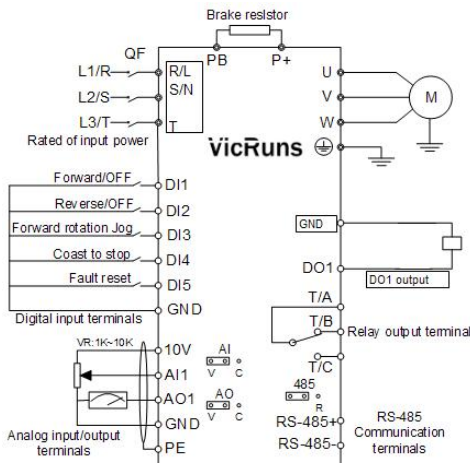 Brake resistor
QF
PB P+
L1/R R/L U
L2/S S/N V M
L3/T T W
Rated of input power
VicRuns
Forward/OFF DI1
Reverse/OFF DI2
Forward rotation Jog DI3 GND
Coast to stop DI4 DO1 DO1 output
Fault reset DI5
T/A
GND T/B Relay output terminal
Digital input terminals
VR:1K~10K 10V AI T/C
V C
AI1 485
AO1 AO R
V C
GND RS-485+ RS-485
Analog input/output Communication
terminals PE RS-485- terminals